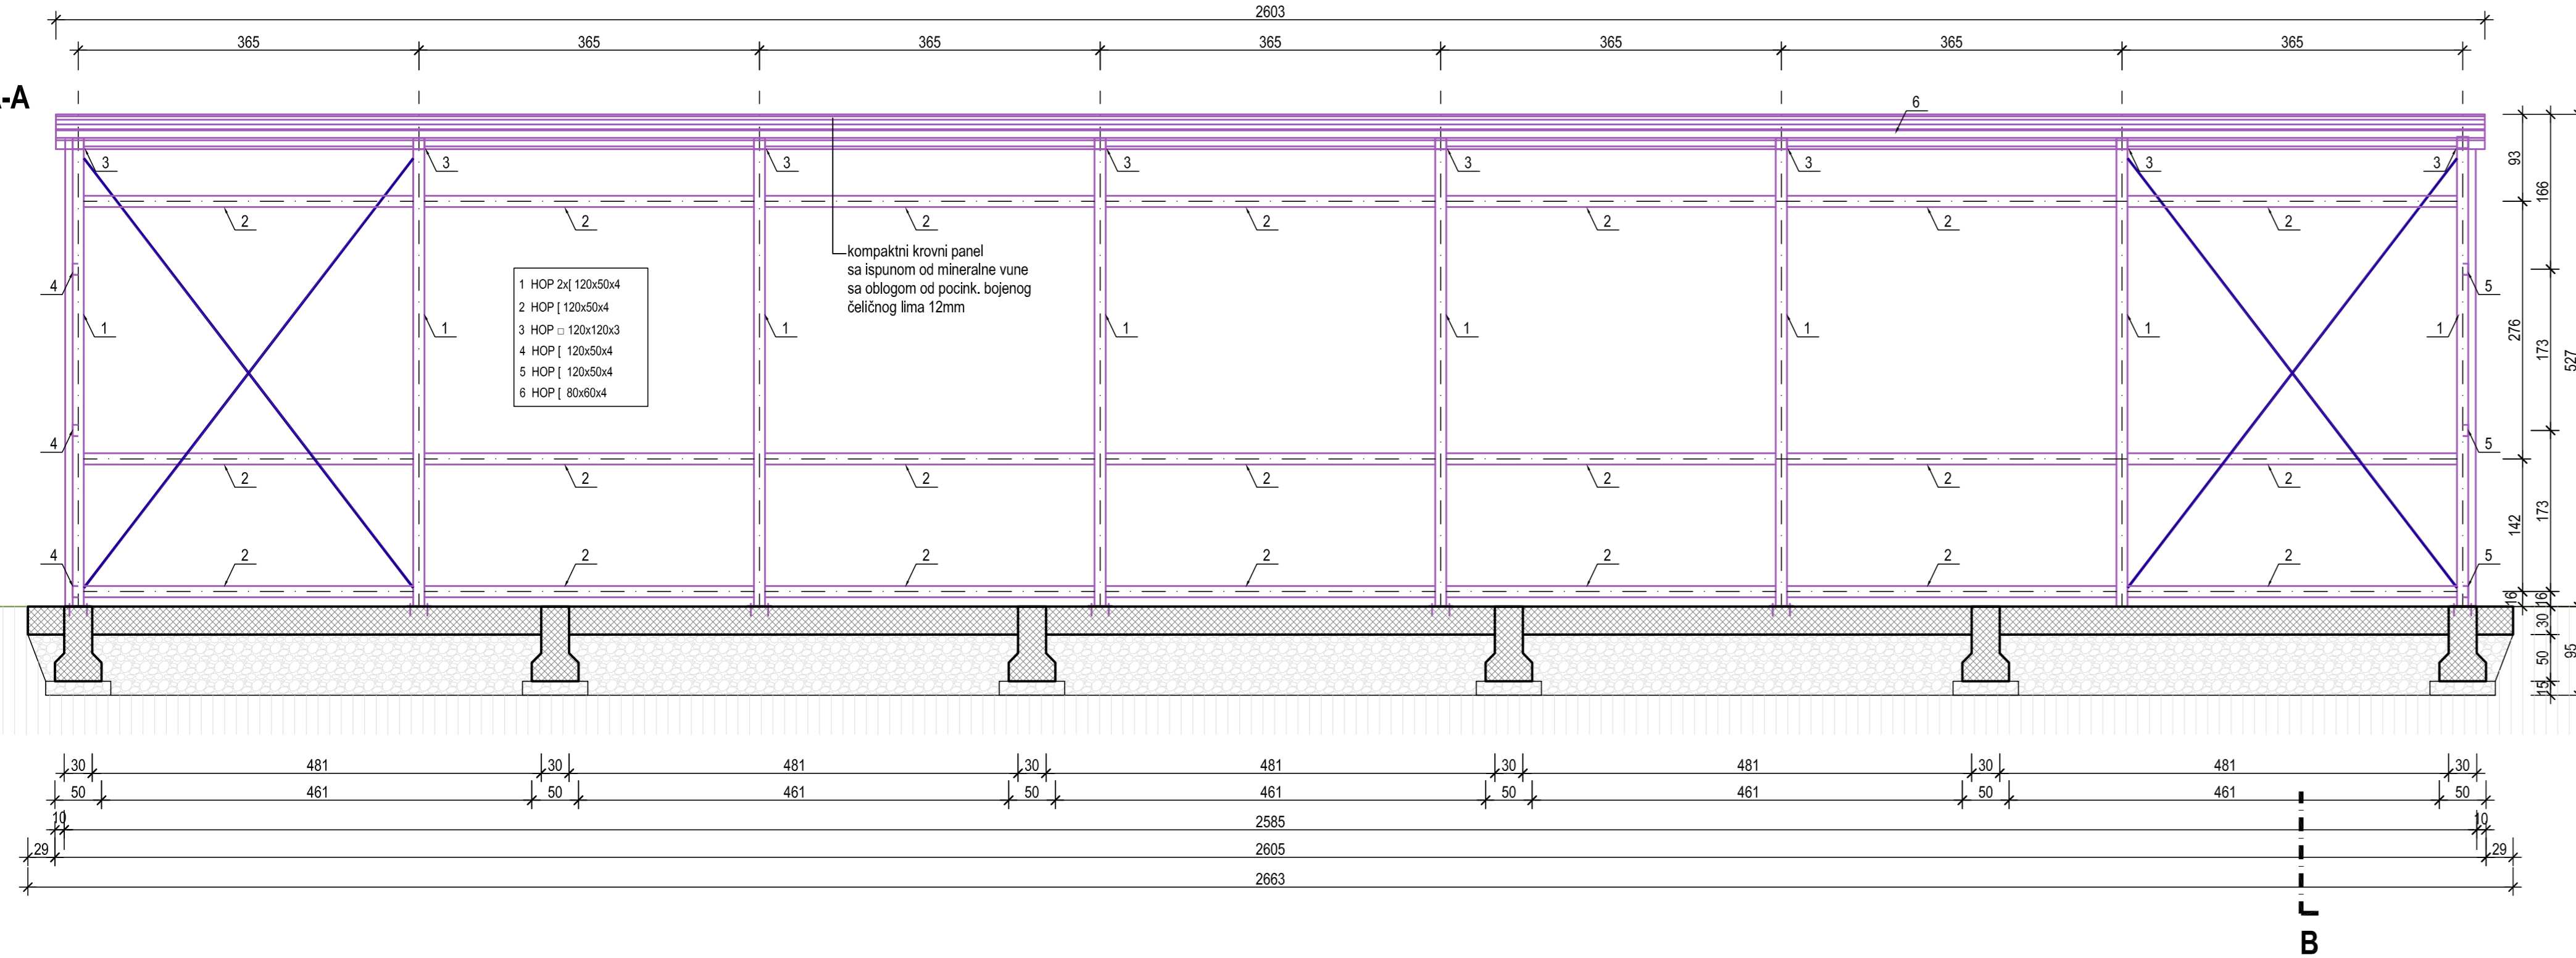 2603
365 365 365 365 365 365 365
-A
6
3 3 3 3 3 3 3 3
93
166
2 2 2 2 2 2 2
kompaktni krovni panel
sa ispunom od mineralne vune
sa oblogom od pocink. bojenog
čeličnog lima 12mm
1 HOP 2x[ 120x50x4
2 HOP [ 120x50x4
3 HOP □ 120x120x3
4 HOP [ 120x50x4
5 HOP [ 120x50x4
6 HOP [ 80x60x4
4 5
1 1 1 1 1 1 1 1
276
173
527
4 5
2 2 2 2 2 2 2
142
173
4 2 2 2 2 2 2 2 5
16 16
30
50
95
15
30 481 30 481 30 481 30 481 30 481 30
50 461 50 461 50 461 50 461 50 461 50
10 2585 10
29 2605 29
2663
B